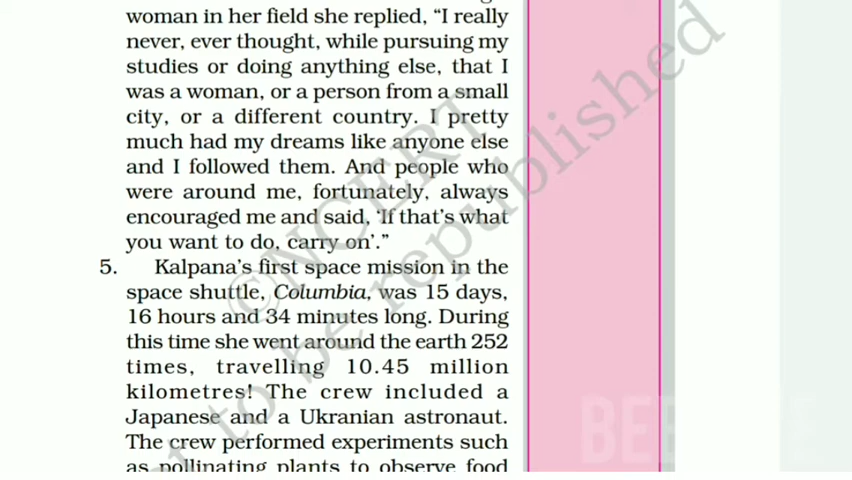 woman in her field she replied, “I really
never, ever thought, while pursuing my
studies or doing anything else, that I
was a woman, or a person from a small
city, or a different country. I pretty
much had my dreams like anyone else
and I followed them. And people who
were around me, fortunately, always
encouraged me and said, ‘If that’s what
you want to do, carry on’.”
5. Kalpana’s first space mission in the
space shuttle, Columbia, was 15 days,
16 hours and 34 minutes long. During
this time she went around the earth 252
times, travelling 10.45 million
kilometres! The crew included a
Japanese and a Ukranian astronaut.
The crew performed experiments such
as pollinating plants to observe food
©NCERT
to be republished